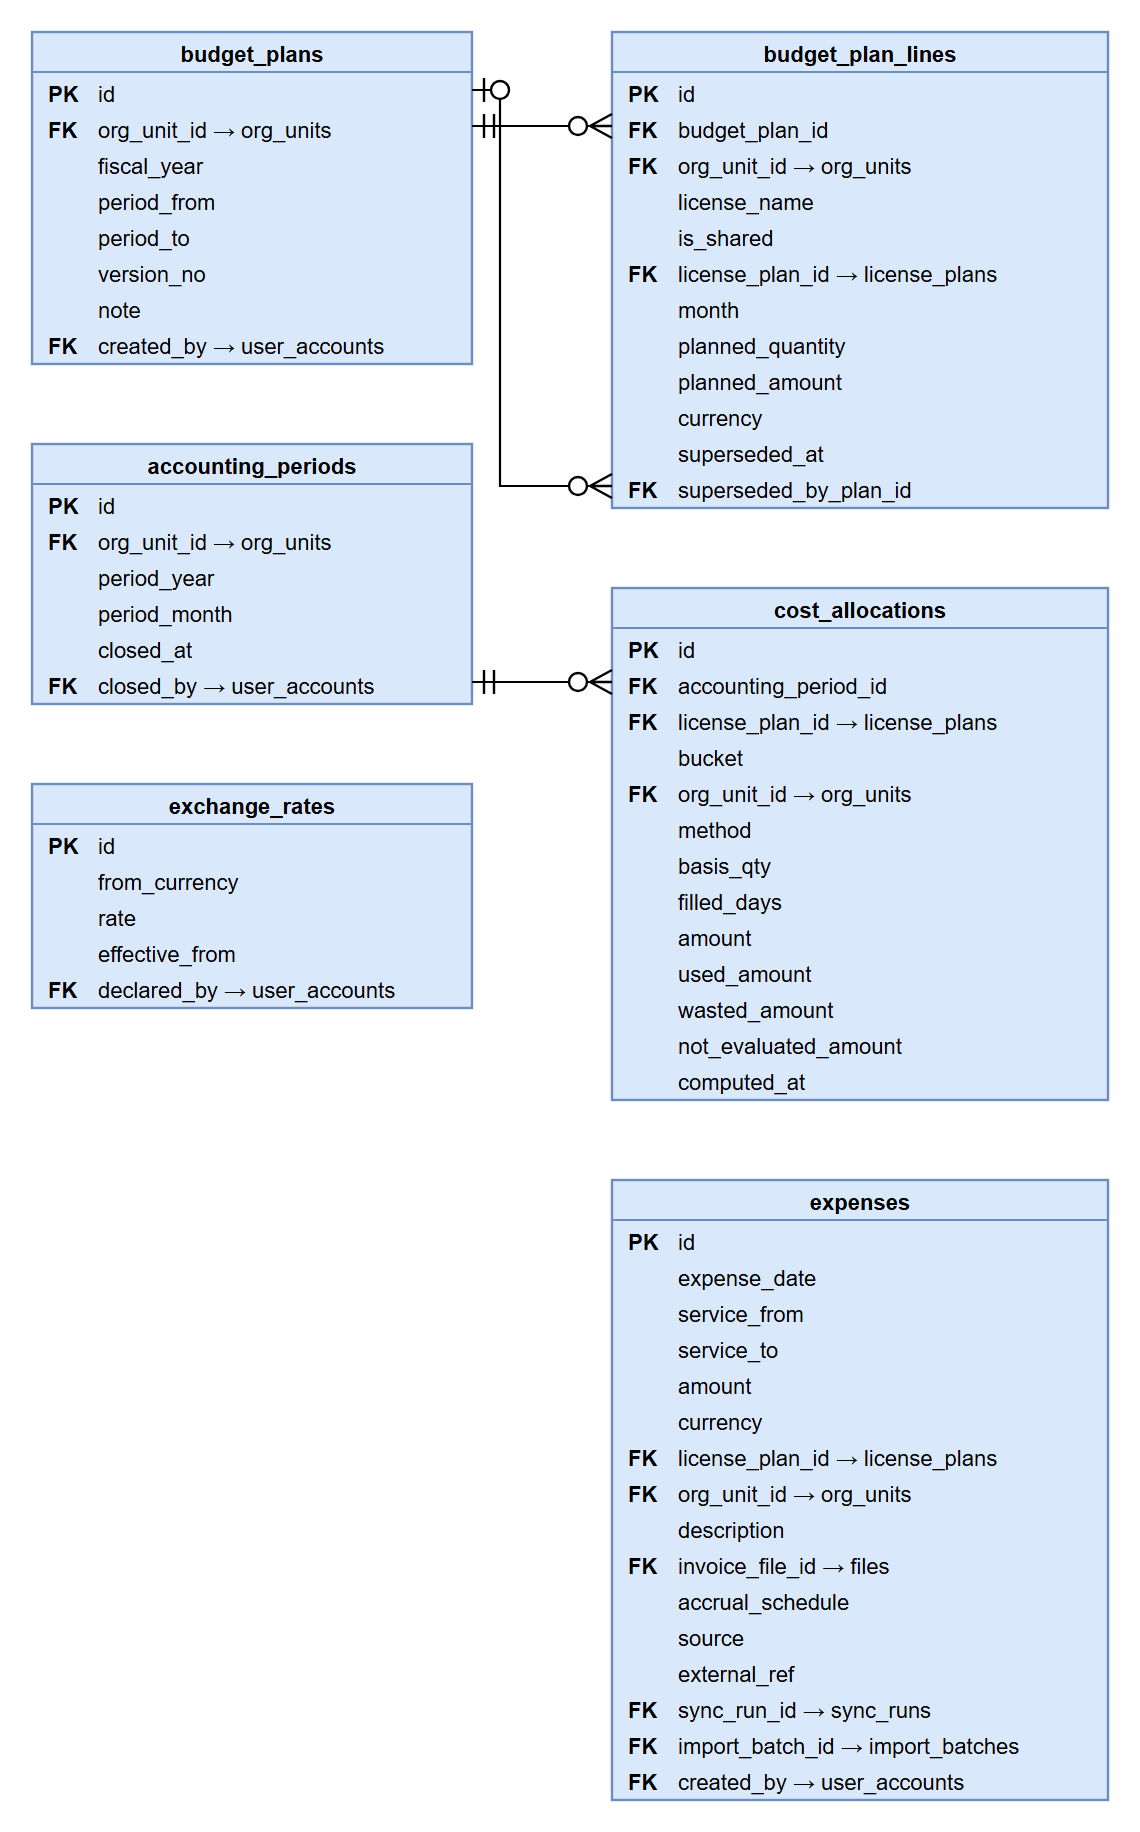 budget_plans
PK id
FK org_unit_id → org_units
fiscal_year
period_from
period_to
version_no
note
FK created_by → user_accounts
budget_plan_lines
PK id
FK budget_plan_id
FK org_unit_id → org_units
license_name
is_shared
FK license_plan_id → license_plans
month
planned_quantity
planned_amount
currency
superseded_at
FK superseded_by_plan_id
accounting_periods
PK id
FK org_unit_id → org_units
period_year
period_month
closed_at
FK closed_by → user_accounts
cost_allocations
PK id
FK accounting_period_id
FK license_plan_id → license_plans
bucket
FK org_unit_id → org_units
method
basis_qty
filled_days
amount
used_amount
wasted_amount
not_evaluated_amount
computed_at
exchange_rates
PK id
from_currency
rate
effective_from
FK declared_by → user_accounts
expenses
PK id
expense_date
service_from
service_to
amount
currency
FK license_plan_id → license_plans
FK org_unit_id → org_units
description
FK invoice_file_id → files
accrual_schedule
source
external_ref
FK sync_run_id → sync_runs
FK import_batch_id → import_batches
FK created_by → user_accounts